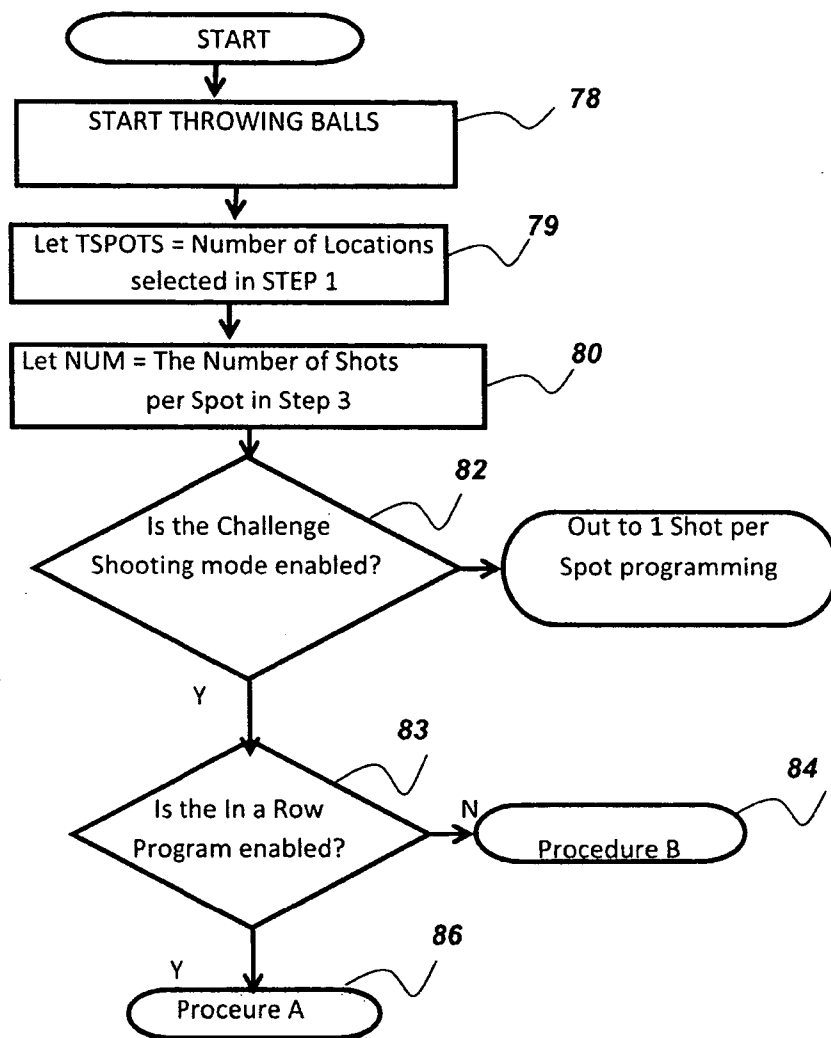 START
78
START THROWING BALLS
79
Let TSPOTS = Number of Locations
selected in STEP 1
80
Let NUM = The Number of Shots
per Spot in Step 3
82
Is the Challenge
Shooting mode enabled?
Out to 1 Shot per
Spot programming
Y
83
Is the In a Row
Program enabled?
N
84
Procedure B
Y
86
Proceure A